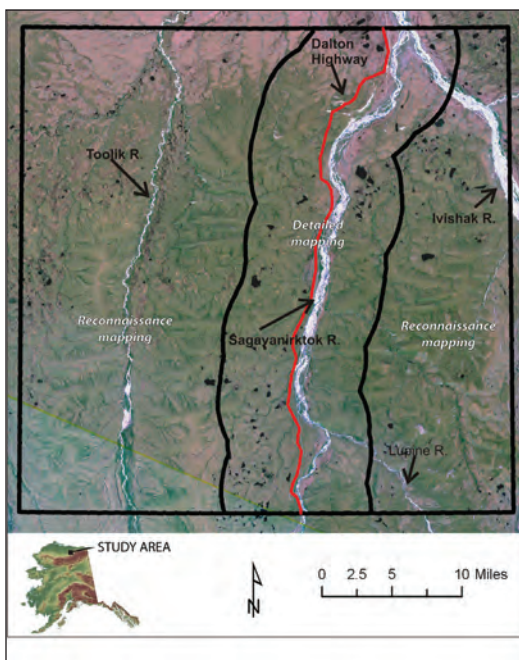 Dalton
Highway
Toolik R.
Ivishak R.
Detailed
mapping
Reconnaissance
mapping
Reconnaissance
mapping
Sagavanirktok R.
Lupine R.
STUDY AREA
N
0 2.5 5 10 Miles